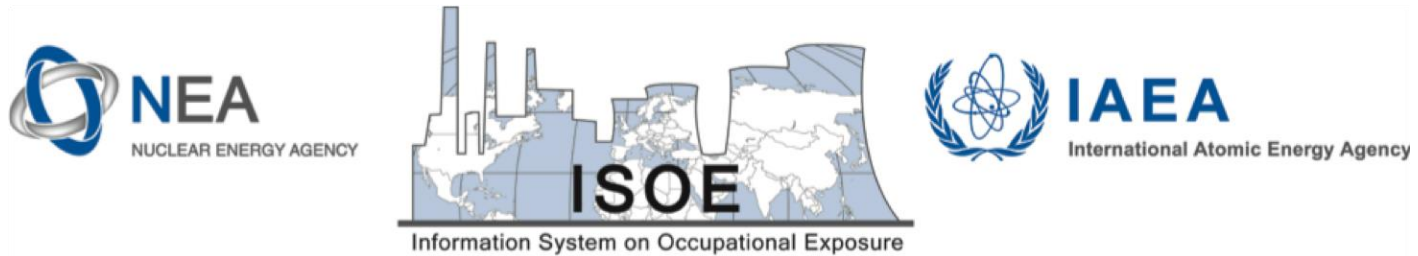 NEA
NUCLEAR ENERGY AGENCY
ISOE
Information System on Occupational Exposure
IAEA
International Atomic Energy Agency